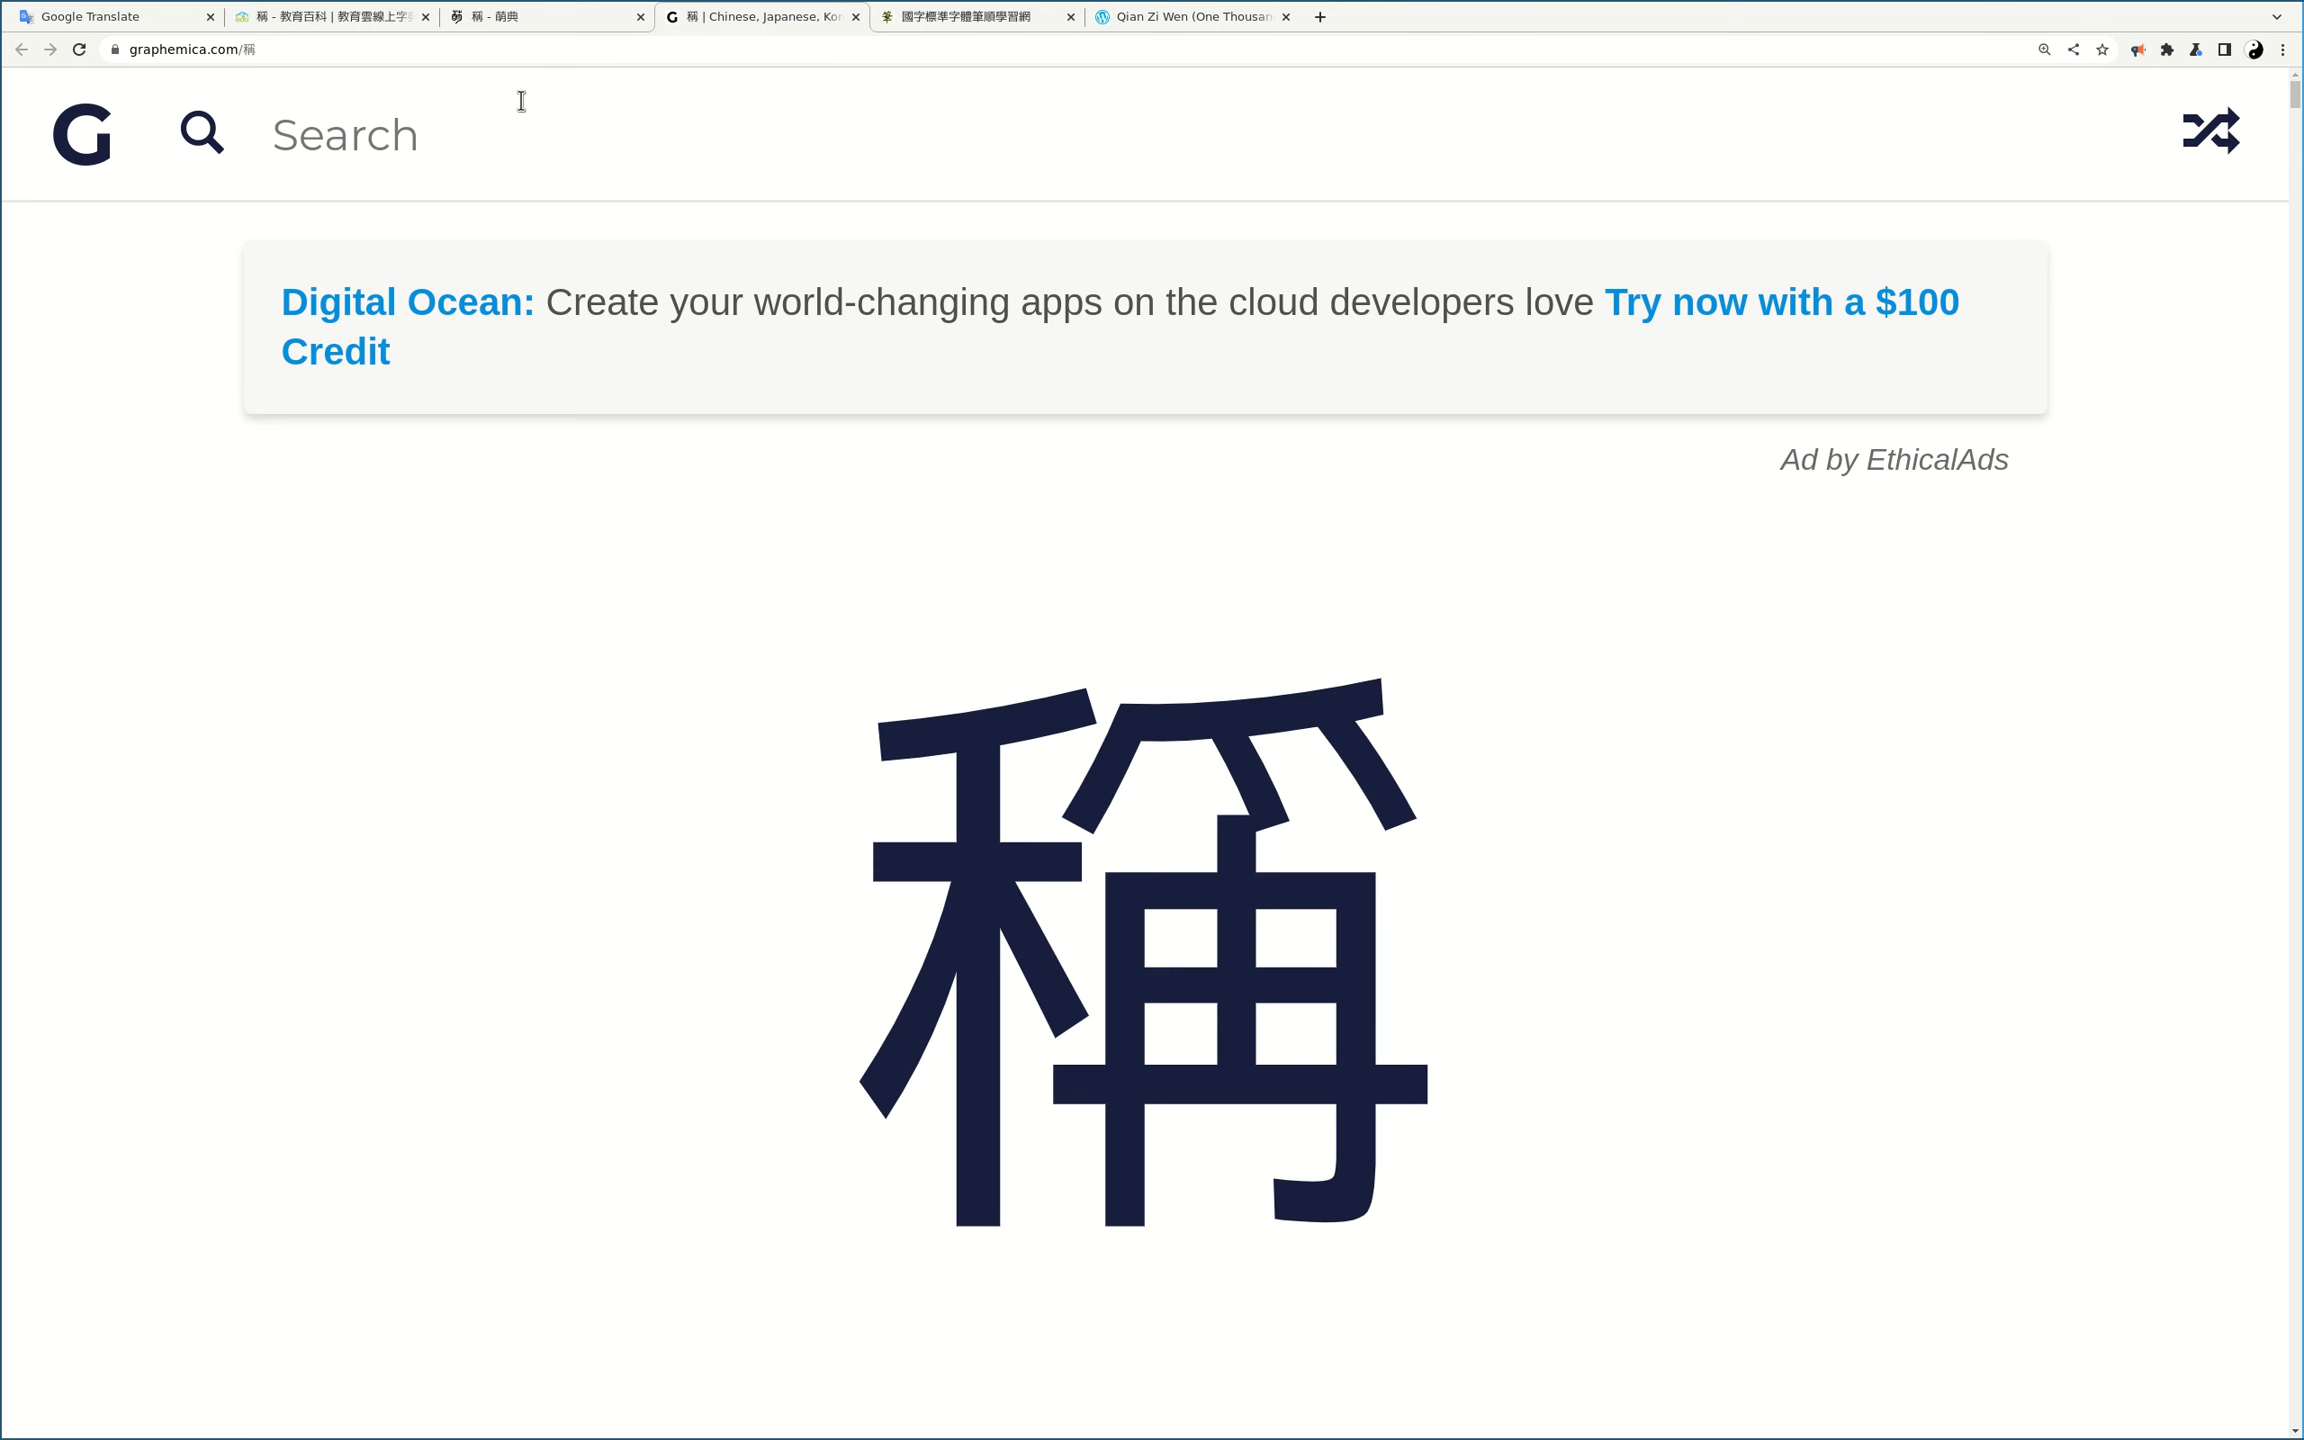 Google Translate
稱 - 教育百科 | 教育雲線上字
稱 - 萌典
稱 | Chinese, Japanese, Kor
國字標準字體筆順學習網
Qian Zi Wen (One Thousan
graphemica.com/稱
G Search
Digital Ocean: Create your world-changing apps on the cloud developers love Try now with a $100
Credit
Ad by EthicalAds
稱